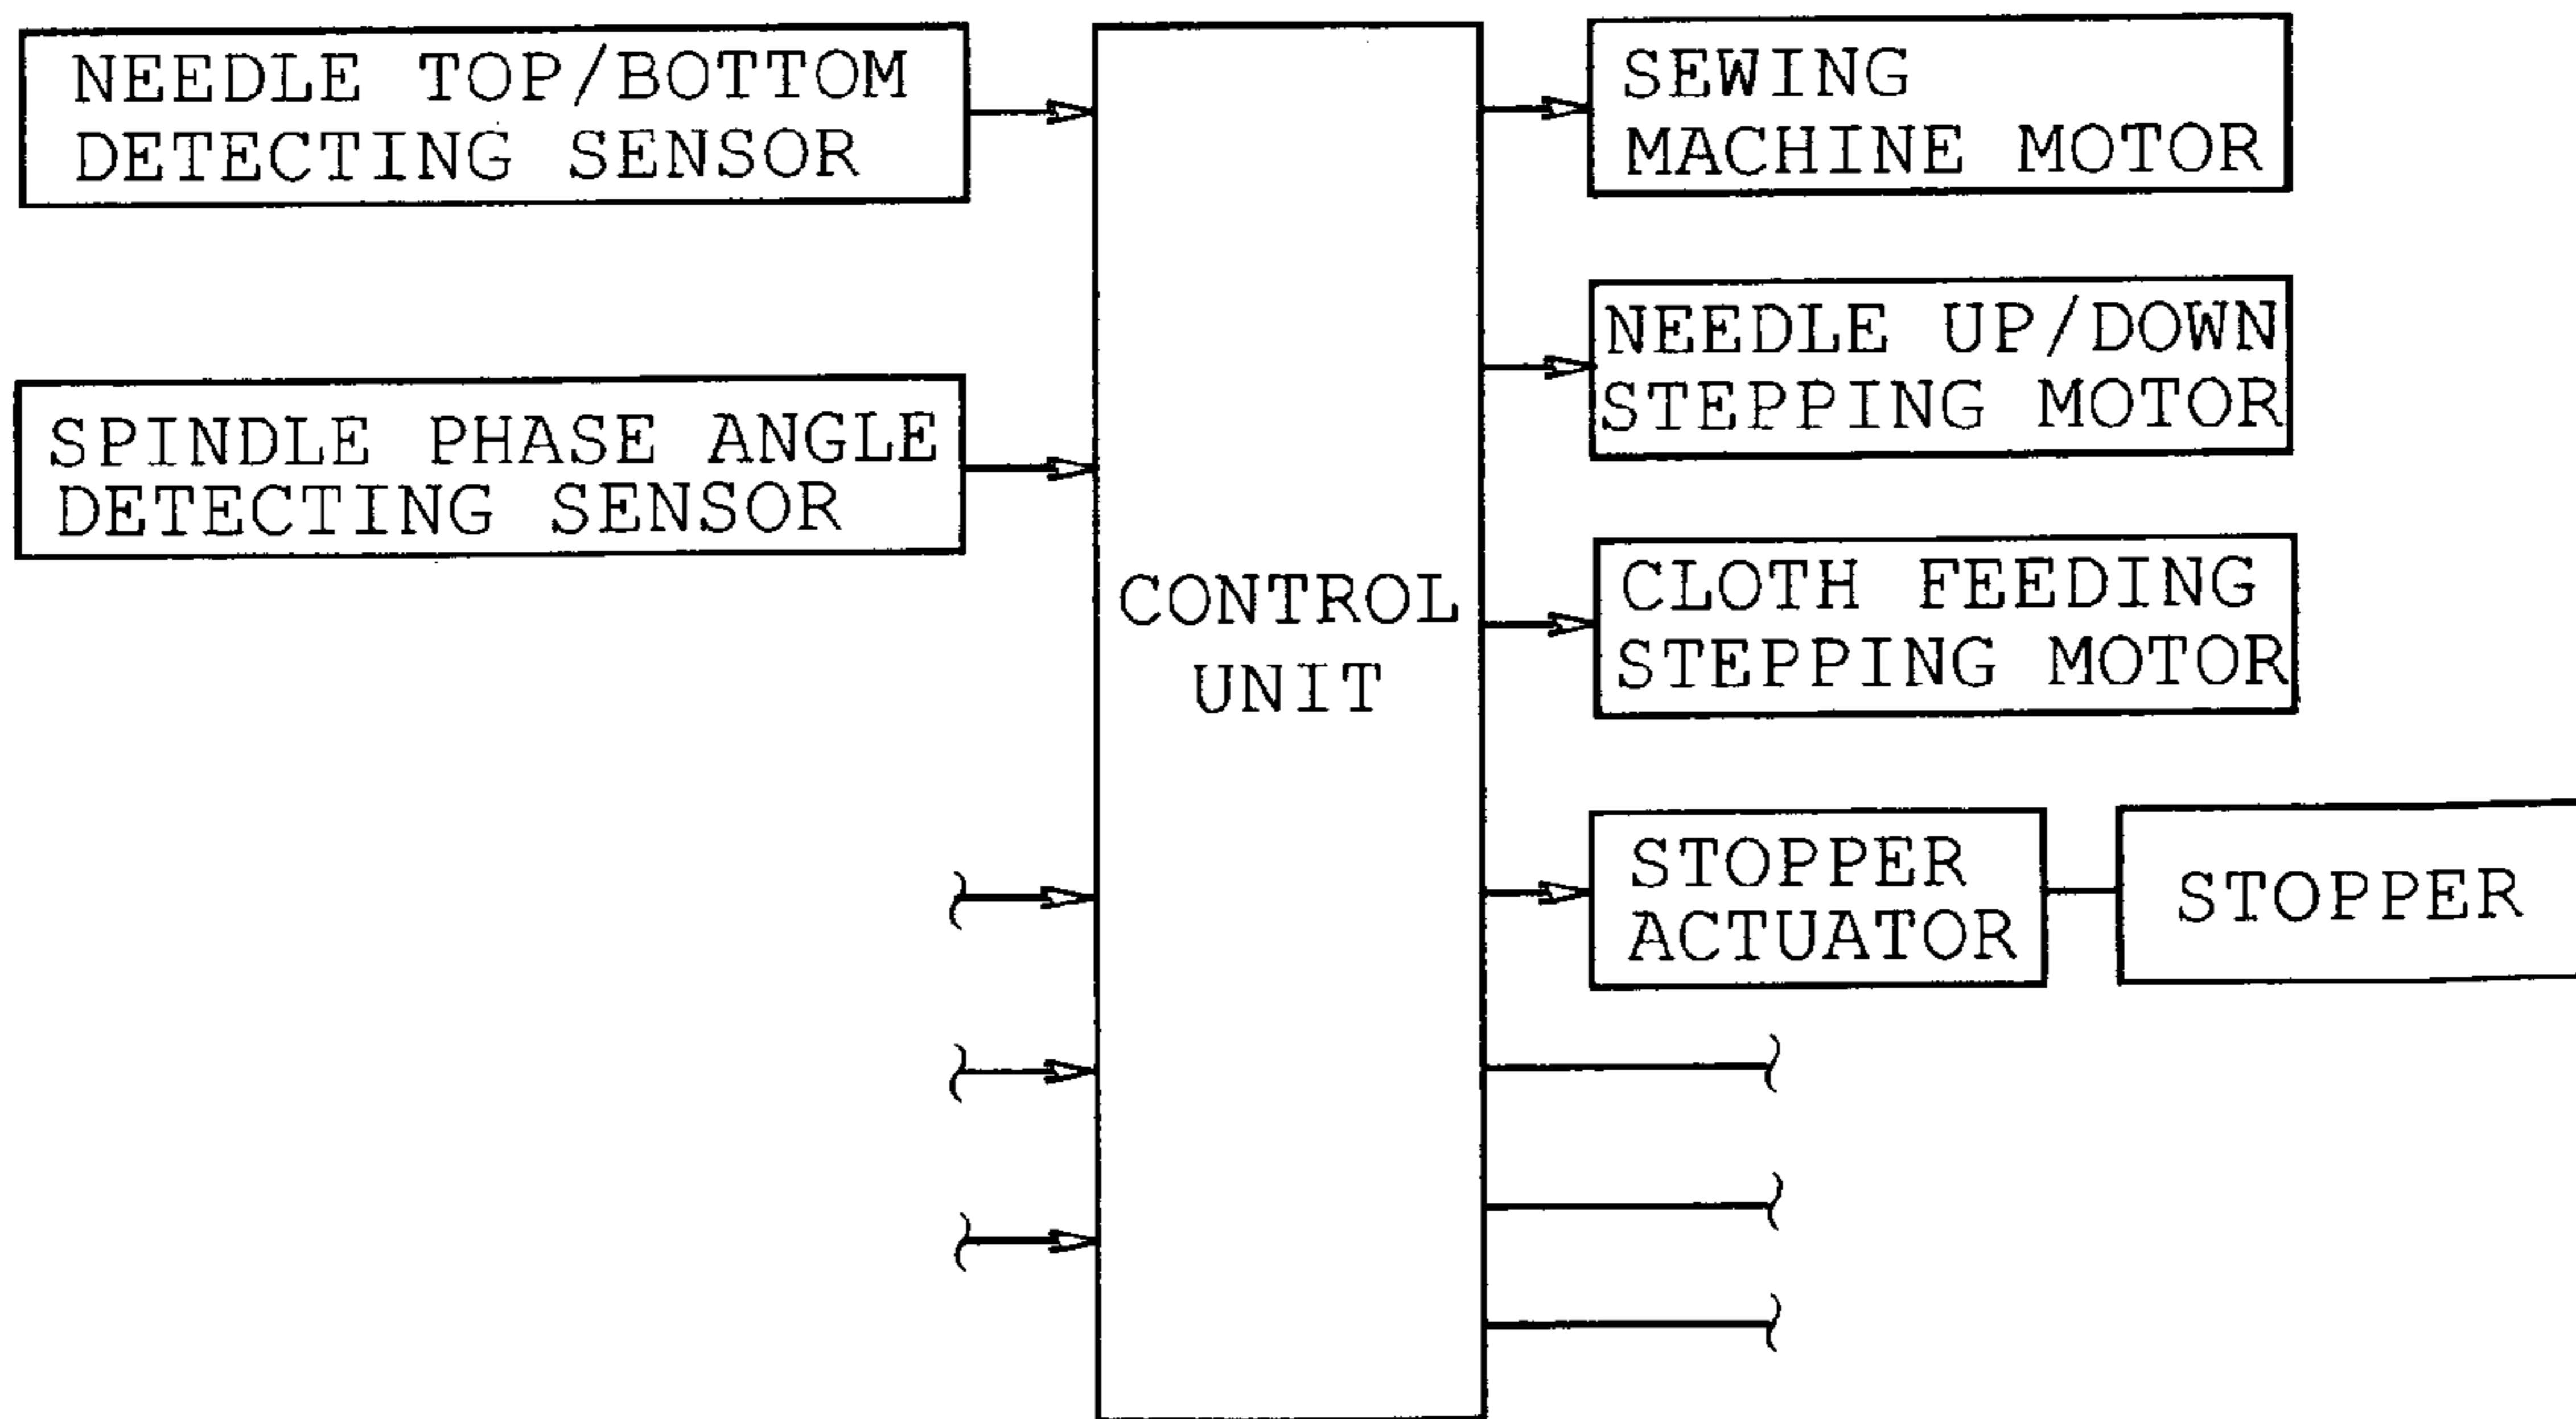 NEEDLE TOP/BOTTOM
DETECTING SENSOR
SPINDLE PHASE ANGLE
DETECTING SENSOR
CONTROL
UNIT
SEWING
MACHINE MOTOR
NEEDLE UP/DOWN
STEPPING MOTOR
CLOTH FEEDING
STEPPING MOTOR
STOPPER
ACTUATOR
STOPPER